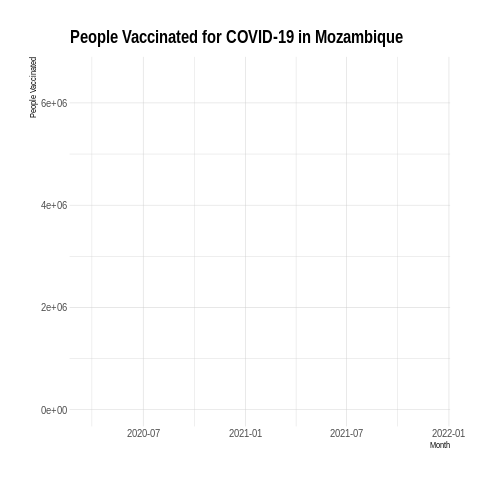 People Vaccinated for COVID-19 in Mozambique
People Vaccinated
6e+06
4e+06
2e+06
0e+00
2020-07 2021-01 2021-07 2022-01
Month